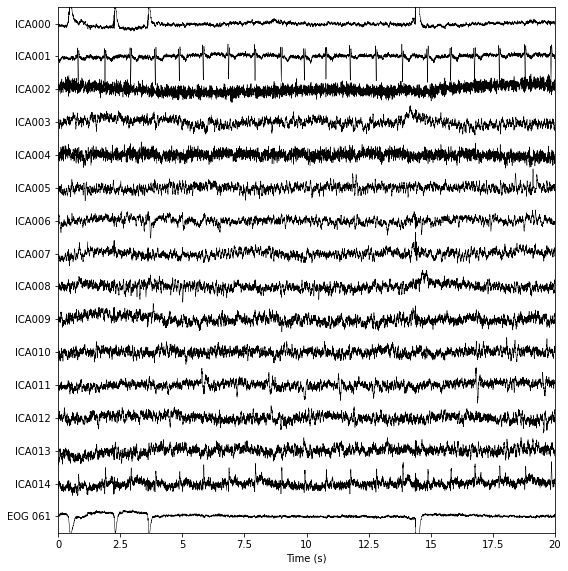 ICA000
ICA001
ICA002
ICA003
ICA004
ICA005
ICA006
ICA007
ICA008
ICA009
ICA010
ICA011
ICA012
ICA013
ICA014
EOG 061
0 2.5 5 7.5 10 12.5 15 17.5 20
Time (s)